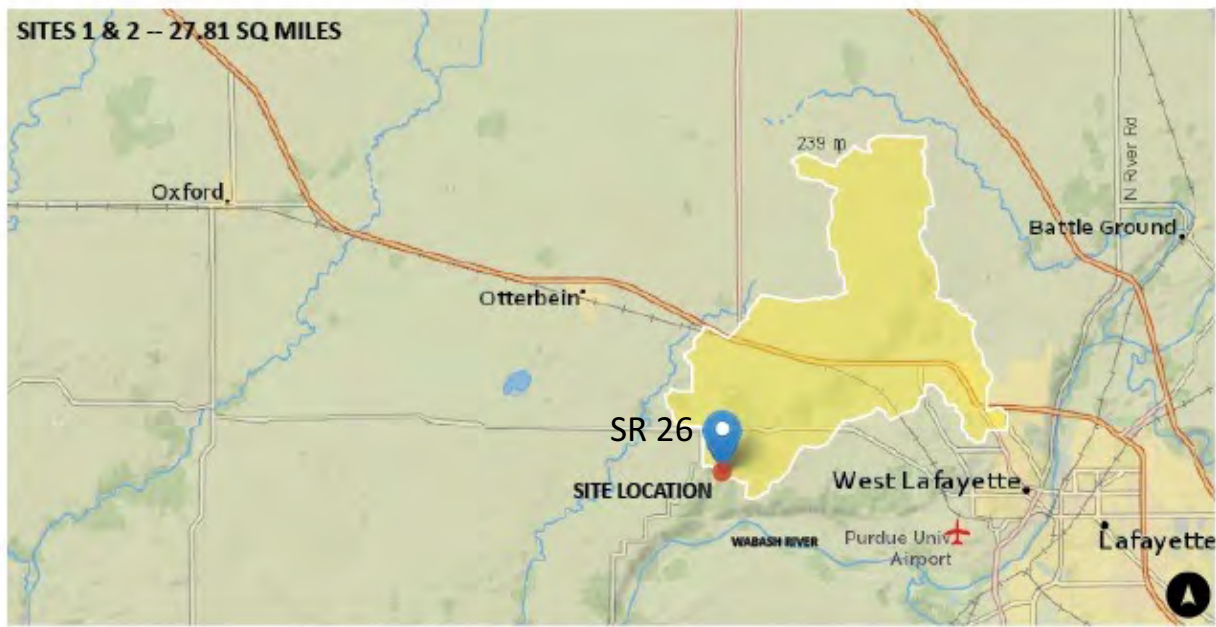 SITES 1 & 2 -- 27.81 SQ MILES
239 m
N River Rd
Oxford
Battle Ground
Otterbein
SR 26
SITE LOCATION
West Lafayette
WABASH RIVER
Purdue Univ
Airport
Lafayette